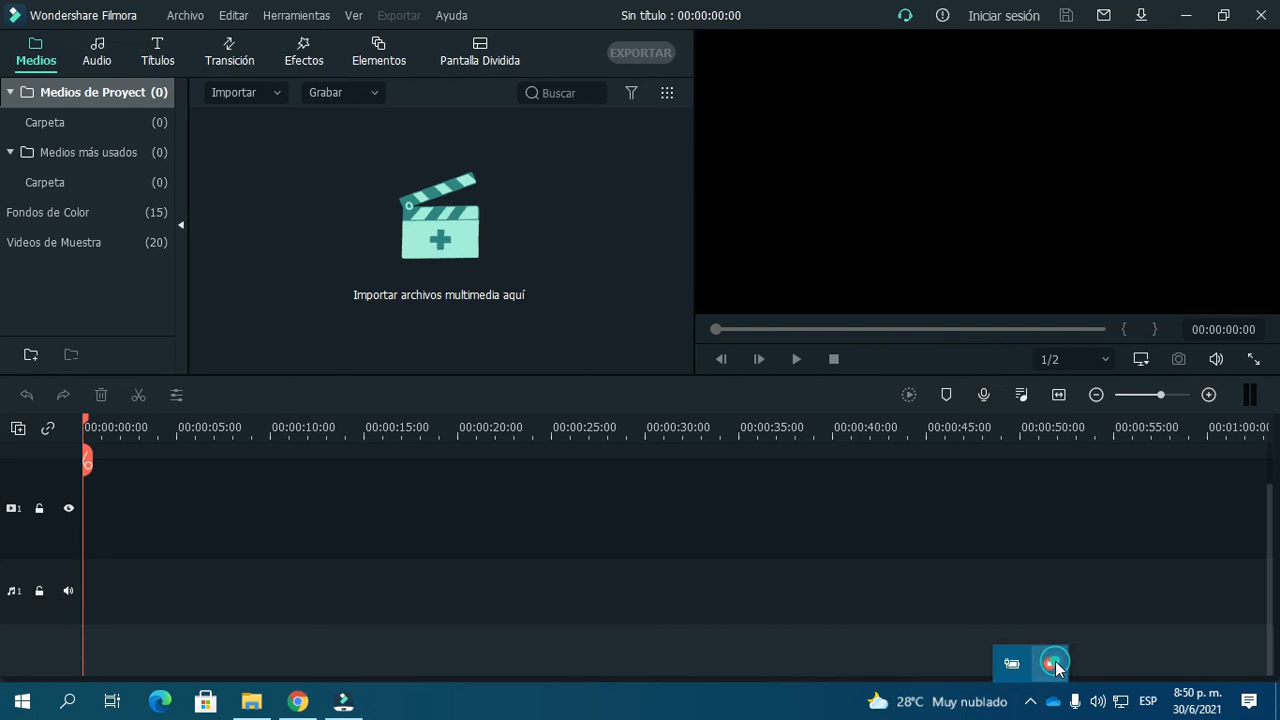 Wondershare Filmora
Archivo
Editar
Herramientas
Ver
Exportar
Ayuda
Sin título : 00:00:00:00
Iniciar sesión
Medios
Audio
Títulos
Transición
Efectos
Elementos
Pantalla Dividida
EXPORTAR
Medios de Proyect (0)
Carpeta (0)
Medios más usados (0)
Carpeta (0)
Fondos de Color (15)
Videos de Muestra (20)
Importar
Grabar
Buscar
Importar archivos multimedia aquí
{ }
00:00:00:00
1/2
00:00:00:00
00:00:05:00
00:00:10:00
00:00:15:00
00:00:20:00
00:00:25:00
00:00:30:00
00:00:35:00
00:00:40:00
00:00:45:00
00:00:50:00
00:00:55:00
00:01:00:0
1
1
28°C Muy nublado
ESP
8:50 p. m.
30/6/2021